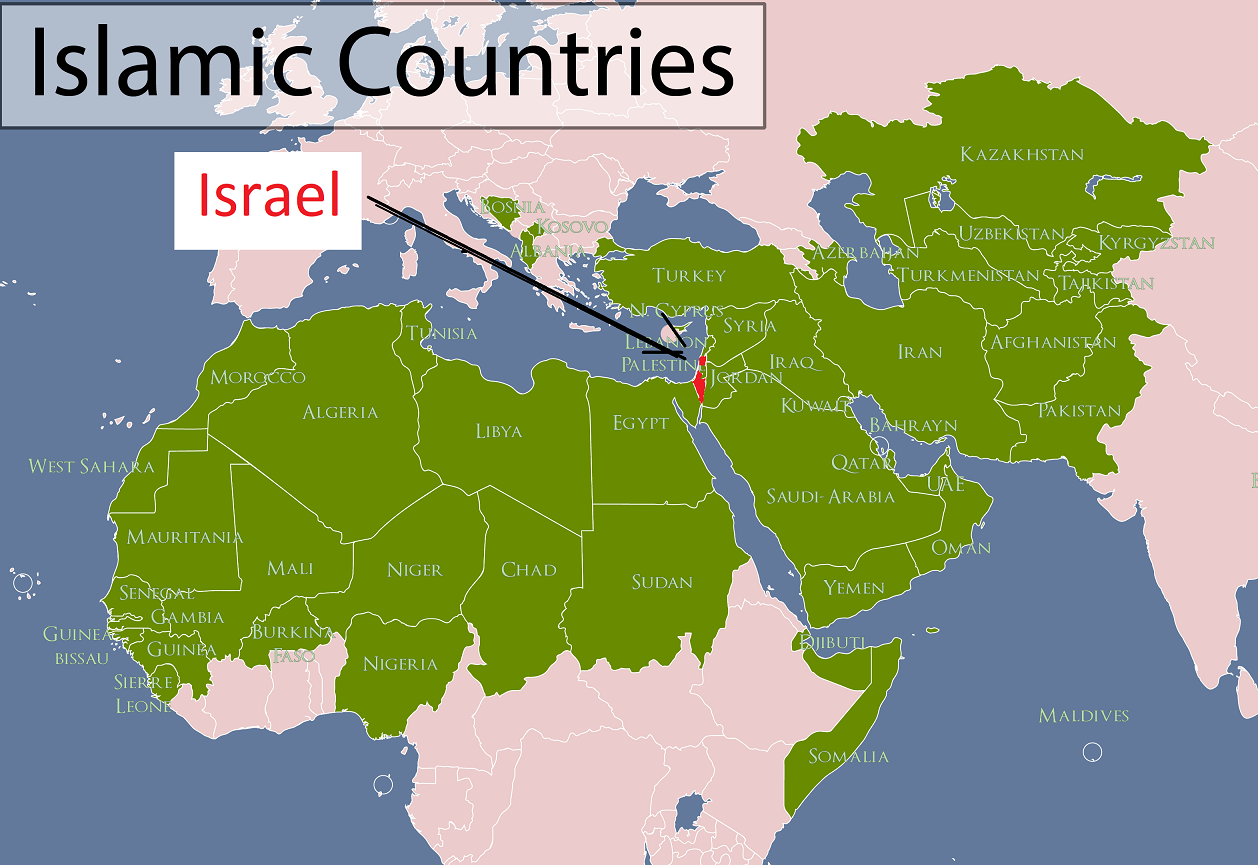 Islamic Countries
Israel
Kazakhstan
Bosnia
Kosovo
Albania
Azerbaijan
Uzbekistan
Kyrgyzstan
Turkey
Turkmenistan
Tajikistan
N. Cyprus
Syria
Tunisia
Lebanon
Palestine
Iraq
Iran
Afghanistan
Jordan
Morocco
Algeria
Libya
Egypt
Kuwait
Pakistan
Bahrayn
West Sahara
Qatar
UAE
Saudi-Arabia
Mauritania
Oman
Mali
Niger
Chad
Sudan
Yemen
Senegal
Gambia
Guinea
bissau
Guinea
Burkina
Faso
Nigeria
Djibuti
Sierre
Leone
Maldives
Somalia